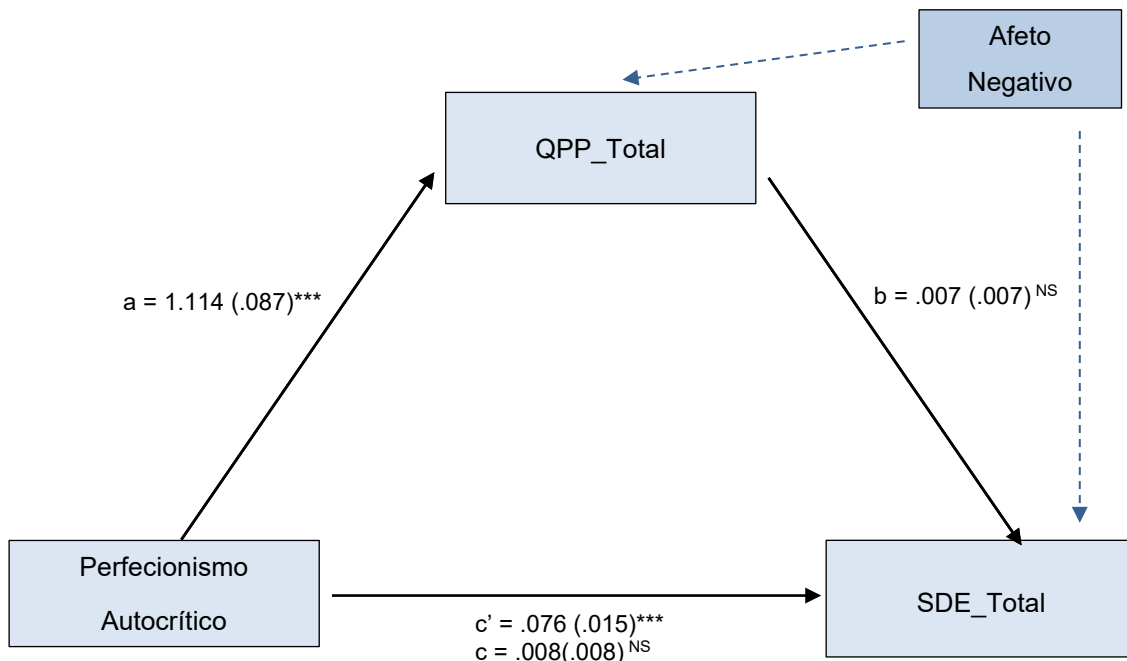 Afeto
Negativo
QPP_Total
a = 1.114 (.087)***
b = .007 (.007) NS
Perfecionismo
Autocrítico
SDE_Total
c’ = .076 (.015)***
c = .008(.008) NS